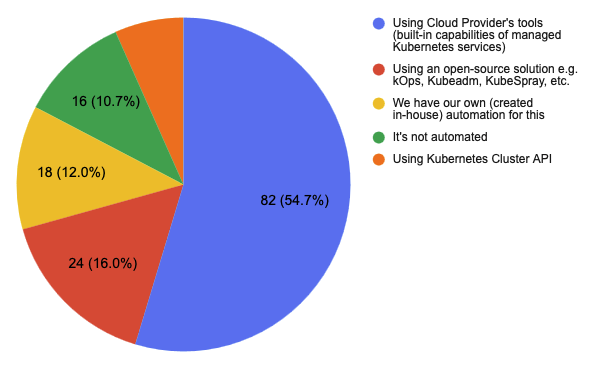 Using Cloud Provider's tools
(built-in capabilities of managed
Kubernetes services)
Using an open-source solution e.g.
kOps, Kubeadm, KubeSpray, etc.
We have our own (created
in-house) automation for this
It's not automated
Using Kubernetes Cluster API
16 (10.7%)
18 (12.0%)
82 (54.7%)
24 (16.0%)